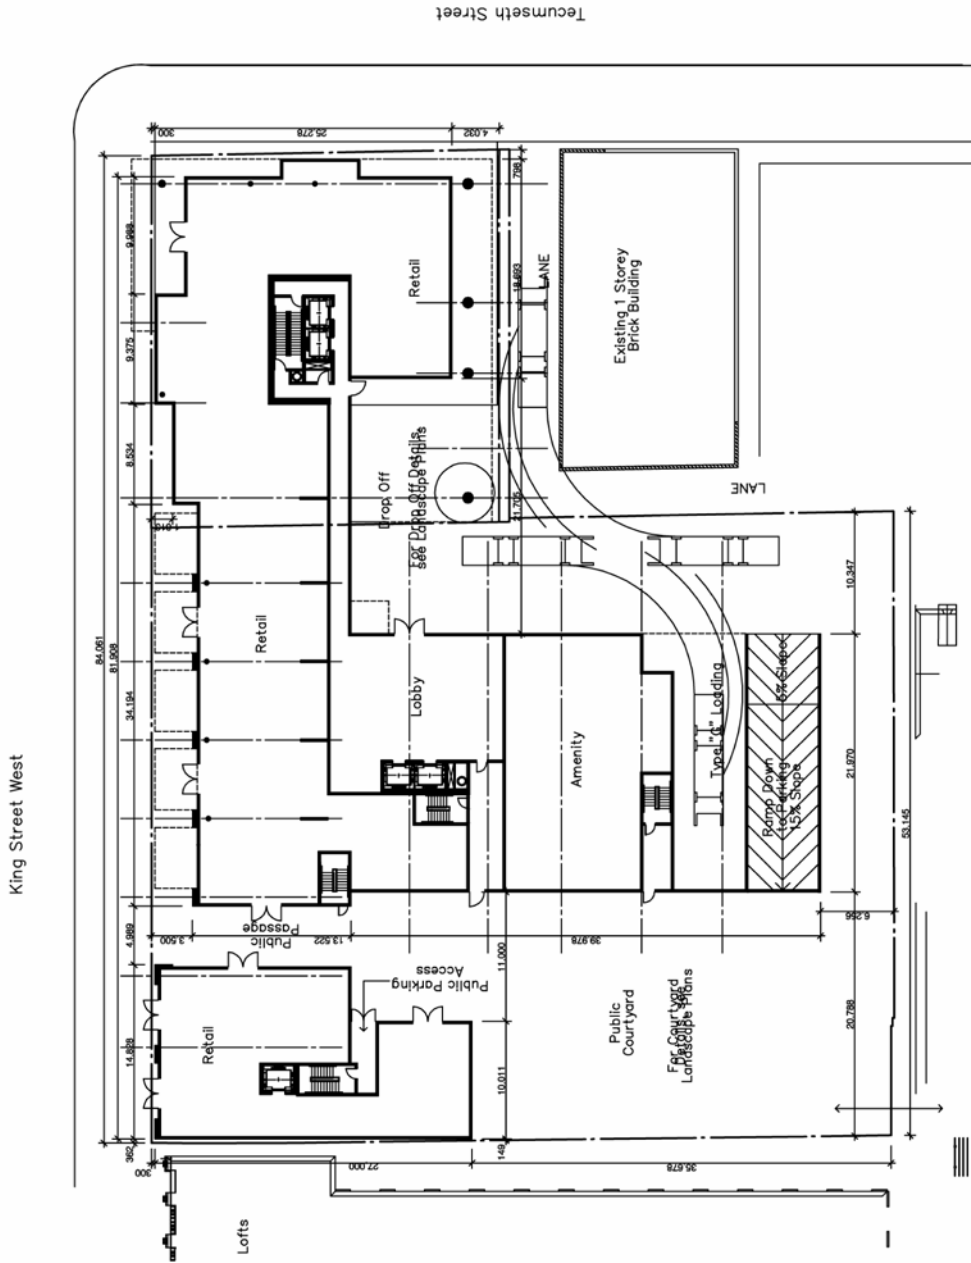 Tecumseth Street
King Street West
300
25.278
4.032
798
84.061
81.908
9.988
9.375
8.534
34.194
4.989
14.828
362
Retail
LANE
18.693
Existing 1 Storey
Brick Building
Drop Off
For Drop Off Details,
see Landscape Plans
21.705
LANE
Retail
Lobby
Amenity
Type "G" Loading
5% Slope
Ramp Down
to Parking
15% Slope
10.347
21.970
53.145
6.256
20.788
Public
Passage
3.500
13.522
39.978
11.000
Public Parking
Access
Retail
10.011
Public
Courtyard
For Courtyard
Details, see
Landscape Plans
149
300
27.000
35.678
Lofts